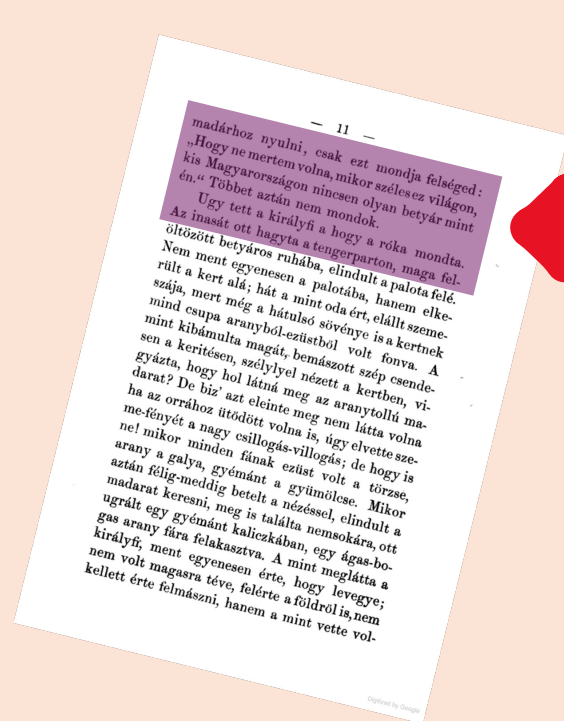 — 11 —
madárhoz nyulni, csak ezt mondja felséged:
„Hogy ne mertem volna, mikor széles ez világon,
kis Magyarországon nincsen olyan betyár mint
én.“ Többet aztán nem mondok.
Ugy tett a királyfi a hogy a róka mondta.
Az inasát ott hagyta a tengerparton, maga fel-
öltözött betyáros ruhába, elindult a palota felé.
Nem ment egyenesen a palotába, hanem elke-
rült a kert alá; hát a mint oda ért, elállt szeme-
szája, mert még a hátulsó sövénye is a kertnek
mind csupa aranyból-ezüstből volt fonva. A
mint kibámulta magát, bemászott szép csende-
sen a keritésen, szélylyel nézett a kertben, vi-
gyázta, hogy hol látná meg az aranytollú ma-
darat? De biz’ azt eleinte meg nem látta volna
ha az orrához ütödött volna is, úgy elvette sze-
me-fényét a nagy csillogás-villogás; de hogy is
ne! mikor minden fának ezüst volt a törzse,
arany a galya, gyémánt a gyümölcse. Mikor
aztán félig-meddig betelt a nézéssel, elindult a
madarat keresni, meg is találta nemsokára, ott
ugrált egy gyémánt kaliczkában, egy ágas-bo-
gas arany fára felakasztva. A mint meglátta a
királyfi, ment egyenesen érte, hogy levegye;
nem volt magasra téve, felérte a földről is, nem
kellett érte felmászni, hanem a mint vette vol-
Digitized by Google